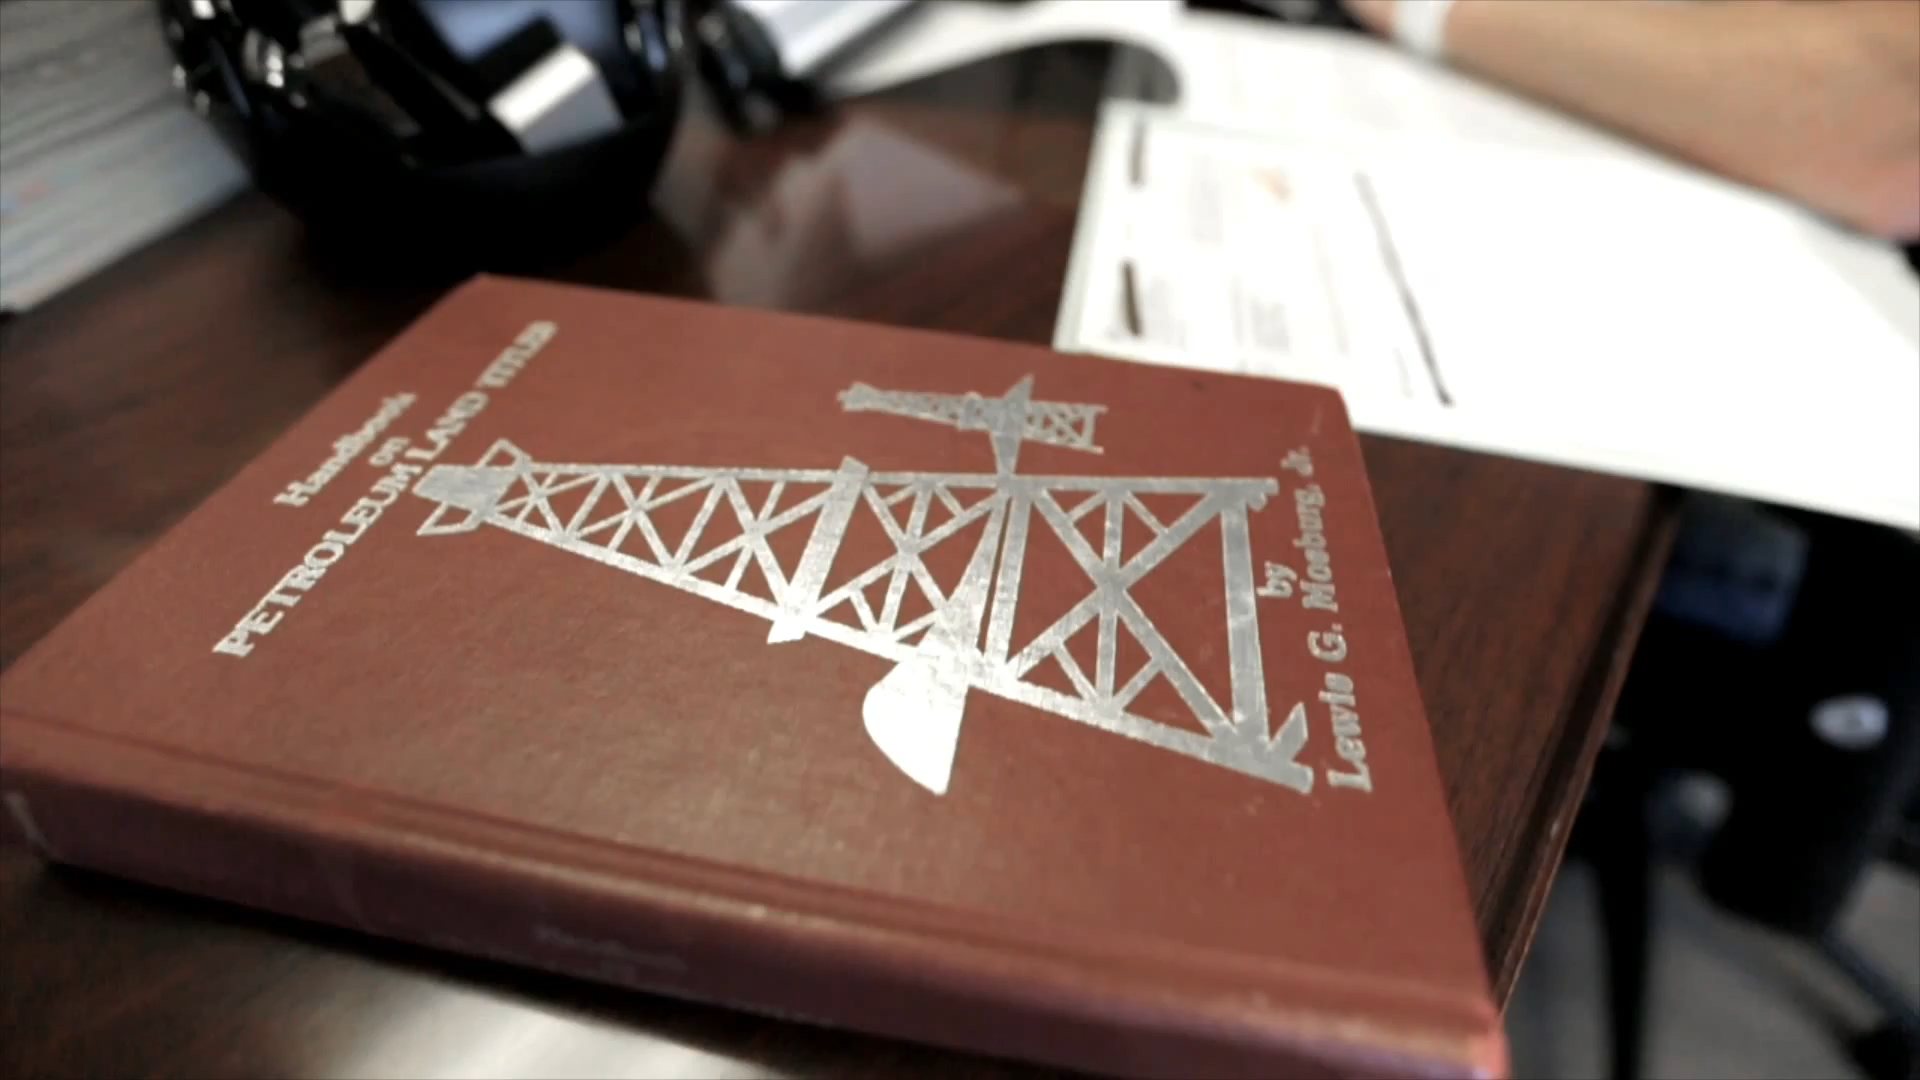 Handbook
on
PETROLEUM LAND TITLES
by
Lewis G. Mosburg, Jr.